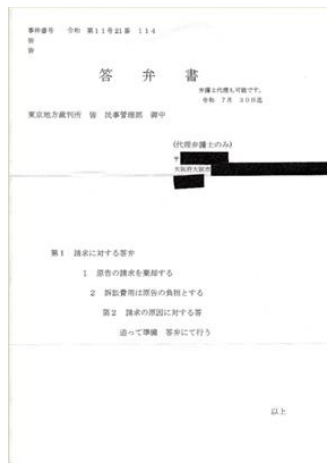 事件番号 令和 第11号21番 114
皆
皆
答弁書
弁護士代理も可能です。
令和 7月 30日迄
東京地方裁判所 皆 民事管理部 御中
(代理弁護士のみ)
〒
大阪府大阪市
第1 請求に対する答弁
1 原告の請求を棄却する
2 訴訟費用は原告の負担とする
第2 請求の原因に対する答
追って準備 答弁にて行う
以上